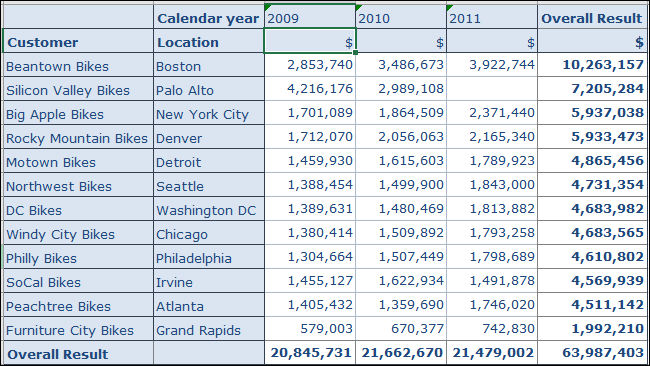 Calendar year 2009 2010 2011 Overall Result
Customer Location $ $ $ $
Beantown Bikes Boston 2,853,740 3,486,673 3,922,744 10,263,157
Silicon Valley Bikes Palo Alto 4,216,176 2,989,108 7,205,284
Big Apple Bikes New York City 1,701,089 1,864,509 2,371,440 5,937,038
Rocky Mountain Bikes Denver 1,712,070 2,056,063 2,165,340 5,933,473
Motown Bikes Detroit 1,459,930 1,615,603 1,789,923 4,865,456
Northwest Bikes Seattle 1,388,454 1,499,900 1,843,000 4,731,354
DC Bikes Washington DC 1,389,631 1,480,469 1,813,882 4,683,982
Windy City Bikes Chicago 1,380,414 1,509,892 1,793,258 4,683,565
Philly Bikes Philadelphia 1,304,664 1,507,449 1,798,689 4,610,802
SoCal Bikes Irvine 1,455,127 1,622,934 1,491,878 4,569,939
Peachtree Bikes Atlanta 1,405,432 1,359,690 1,746,020 4,511,142
Furniture City Bikes Grand Rapids 579,003 670,377 742,830 1,992,210
Overall Result 20,845,731 21,662,670 21,479,002 63,987,403